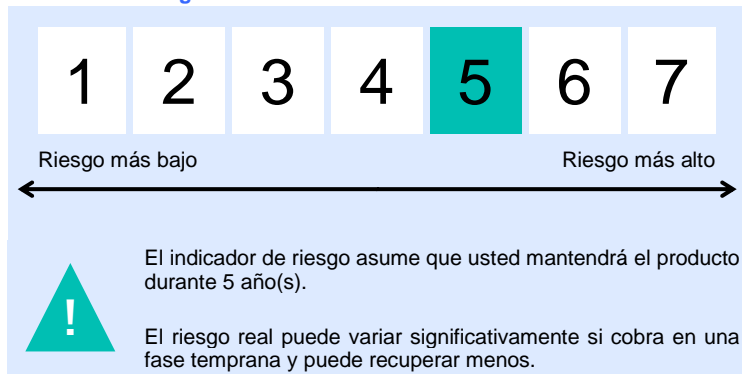 1 2 3 4 5 6 7
Riesgo más bajo Riesgo más alto
El indicador de riesgo asume que usted mantendrá el producto
durante 5 año(s).
!
El riesgo real puede variar significativamente si cobra en una
fase temprana y puede recuperar menos.